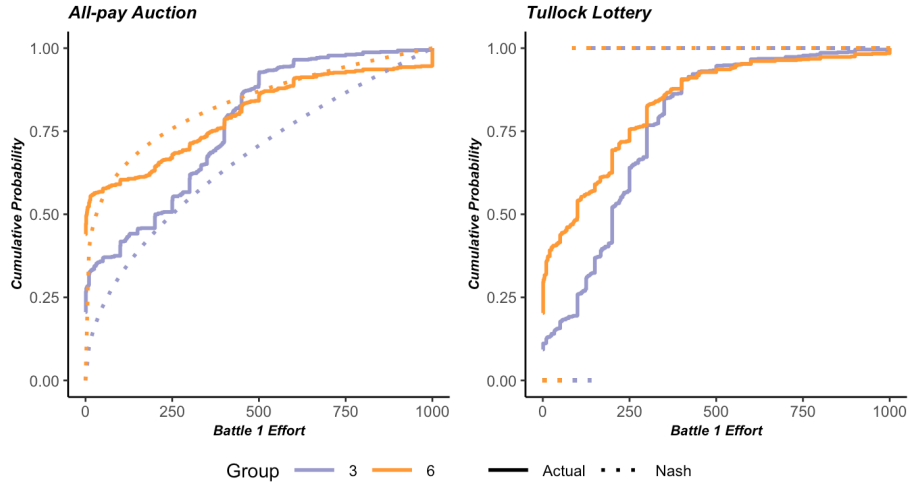 All-pay Auction
Cumulative Probability
1.00
0.75
0.50
0.25
0.00
0 250 500 750 1000
Battle 1 Effort
Tullock Lottery
Cumulative Probability
1.00
0.75
0.50
0.25
0.00
0 250 500 750 1000
Battle 1 Effort
Group 3 6 Actual Nash